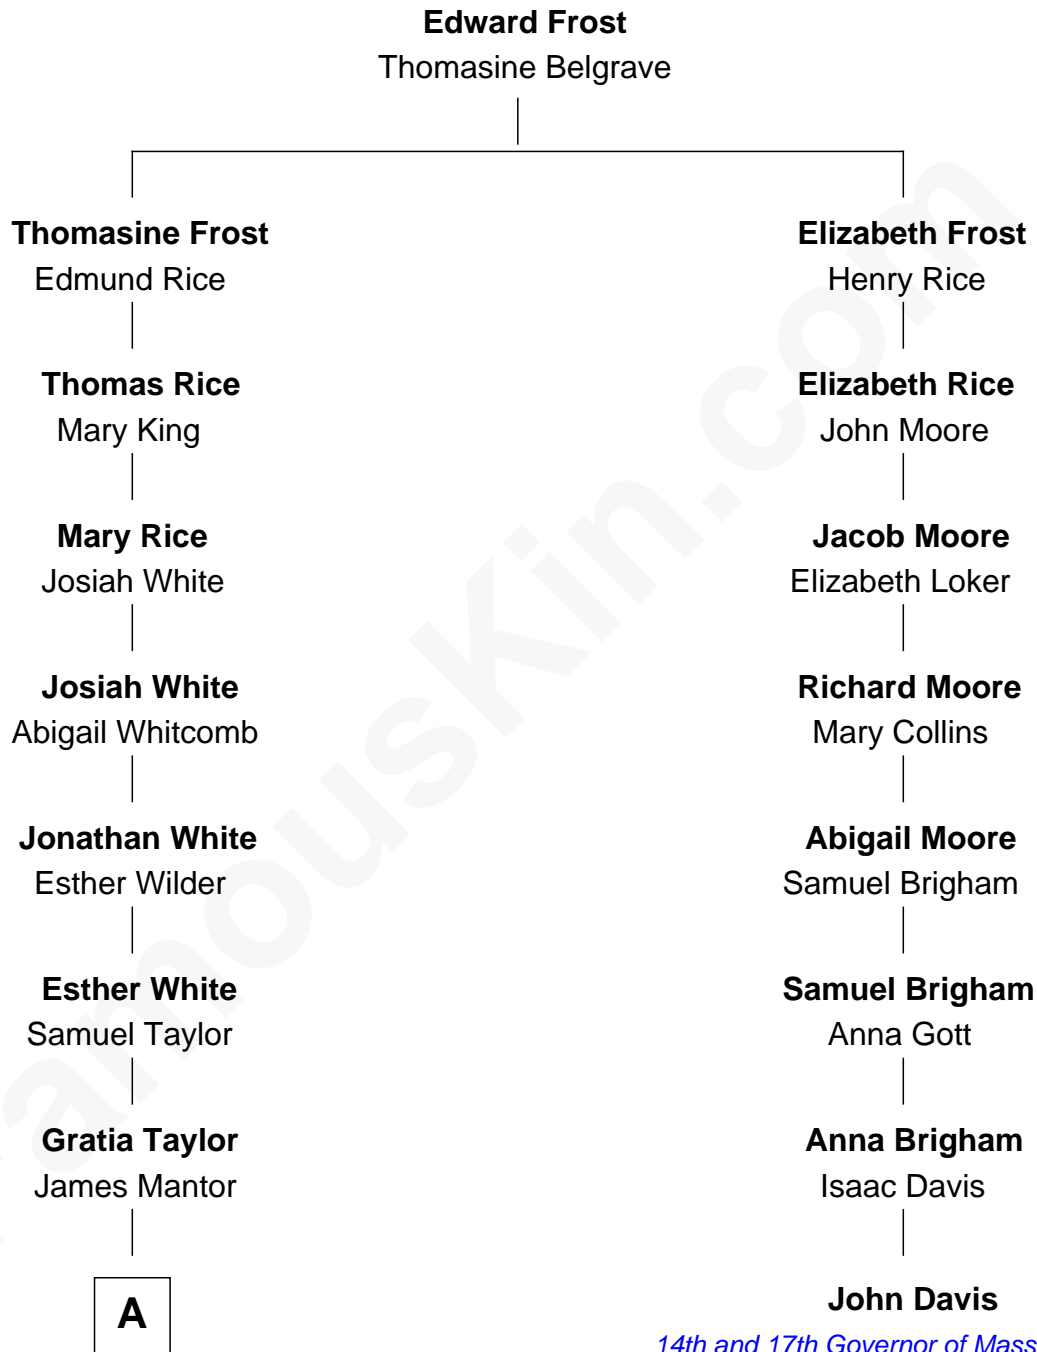 Edward Frost
Thomasine Belgrave
Thomasine Frost
Edmund Rice
Elizabeth Frost
Henry Rice
Thomas Rice
Mary King
Elizabeth Rice
John Moore
Mary Rice
Josiah White
Jacob Moore
Elizabeth Loker
Josiah White
Abigail Whitcomb
Richard Moore
Mary Collins
Jonathan White
Esther Wilder
Abigail Moore
Samuel Brigham
Esther White
Samuel Taylor
Samuel Brigham
Anna Gott
Gratia Taylor
James Mantor
Anna Brigham
Isaac Davis
A
John Davis
14th and 17th Governor of Mass
FamousKin.com